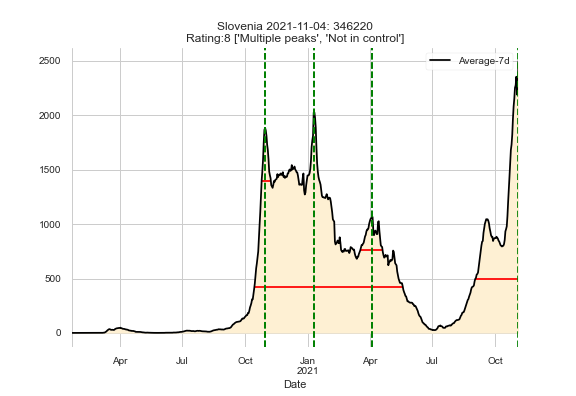 Slovenia 2021-11-04: 346220
Rating:8 ['Multiple peaks', 'Not in control']
Average-7d
2500
2000
1500
1000
500
0
Apr Jul Oct Jan Apr Jul Oct
2021
Date